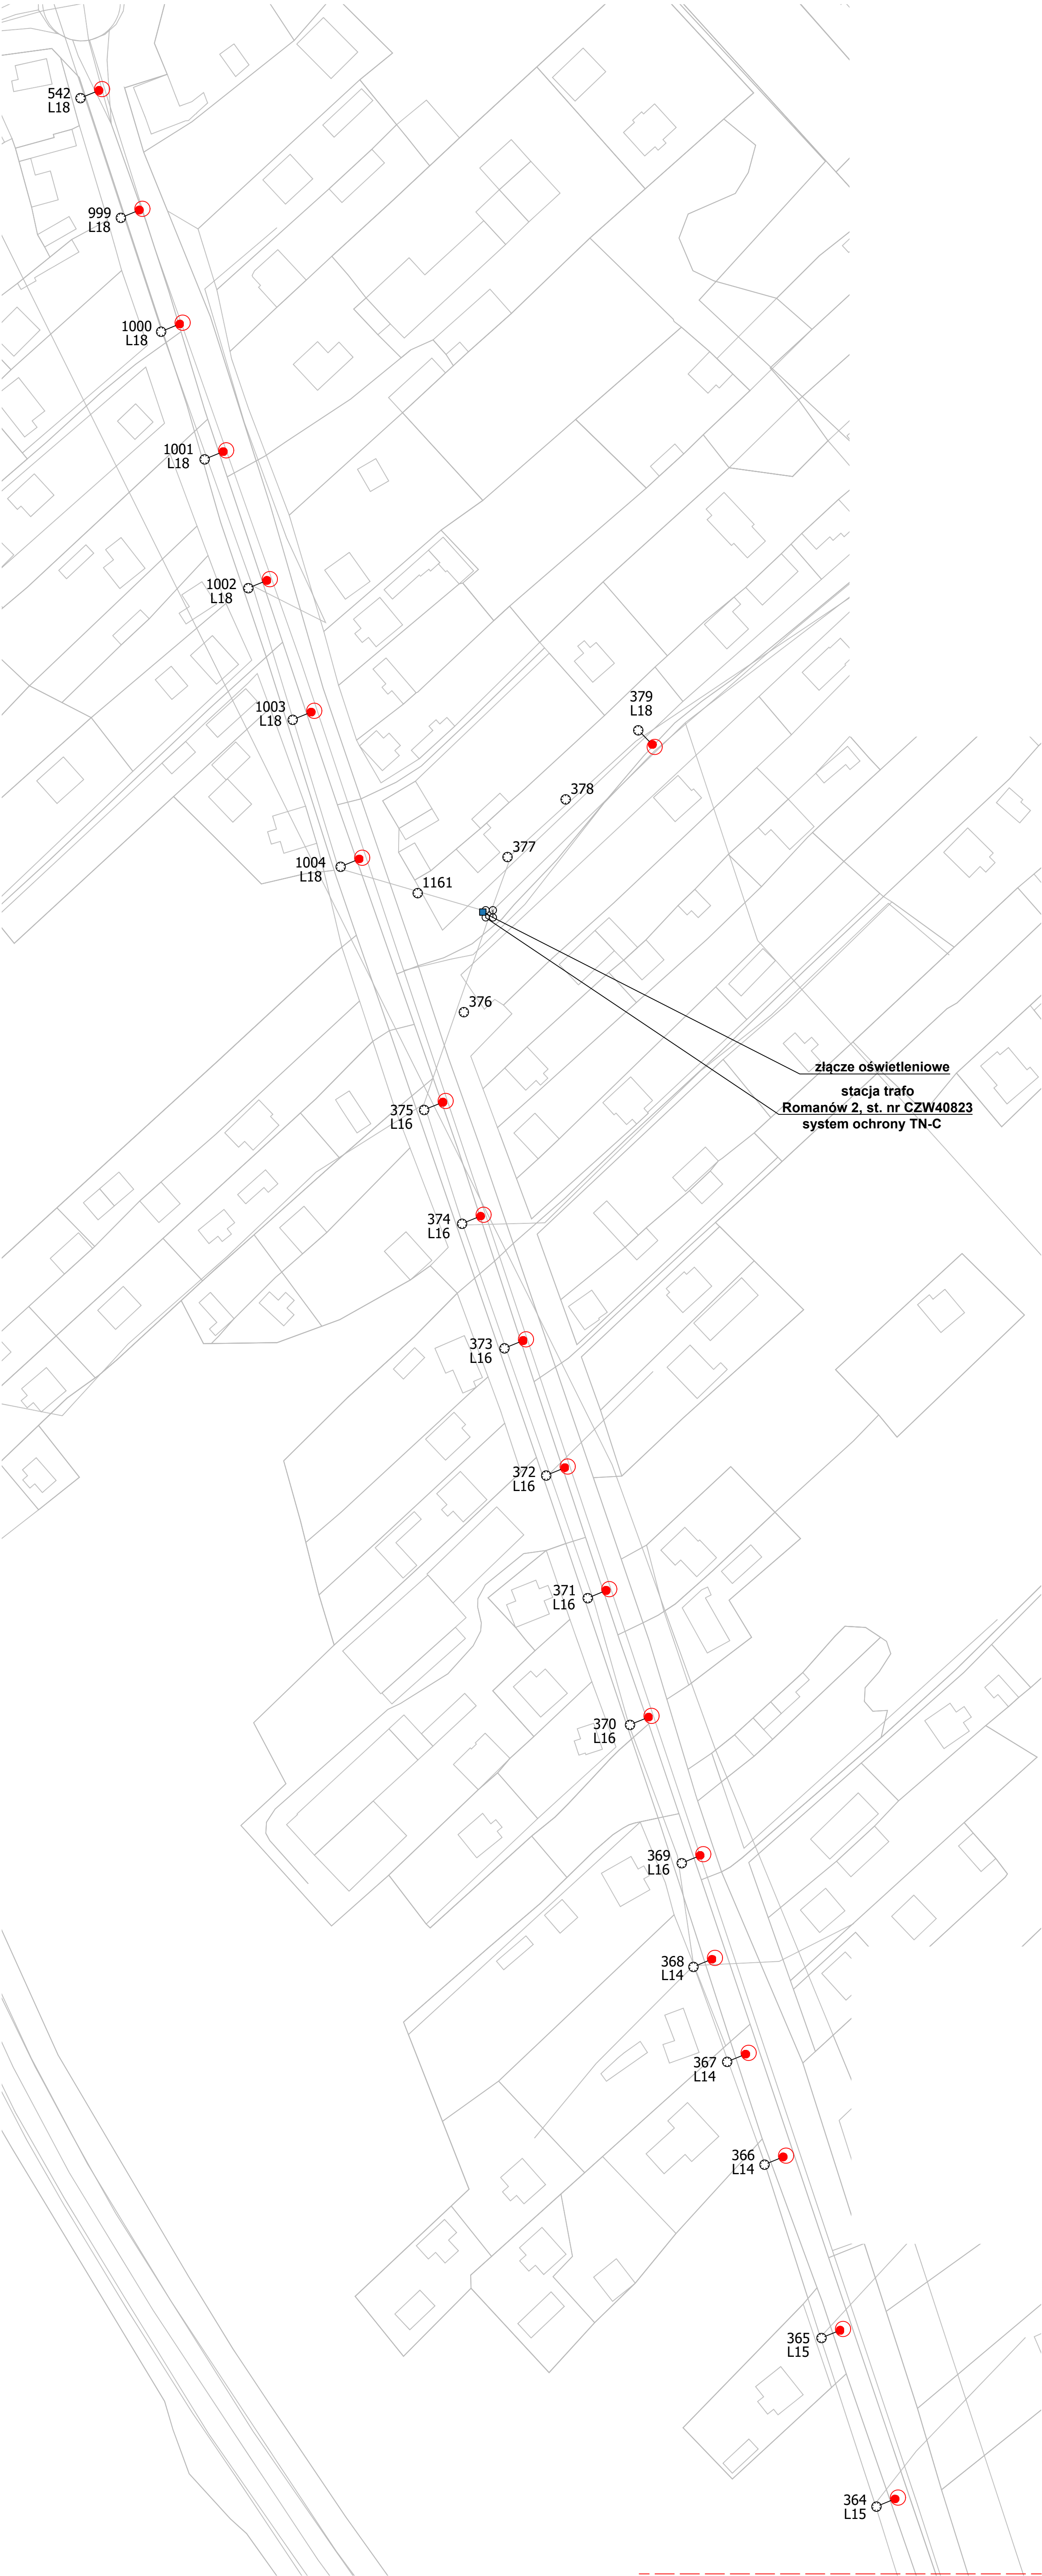 542
L18
999
L18
1000
L18
1001
L18
1002
L18
1003
L18
379
L18
378
377
1004
L18
1161
376
złącze oświetleniowe
stacja trafo
Romanów 2, st. nr CZW40823
system ochrony TN-C
375
L16
374
L16
373
L16
372
L16
371
L16
370
L16
369
L16
368
L14
367
L14
366
L14
365
L15
364
L15